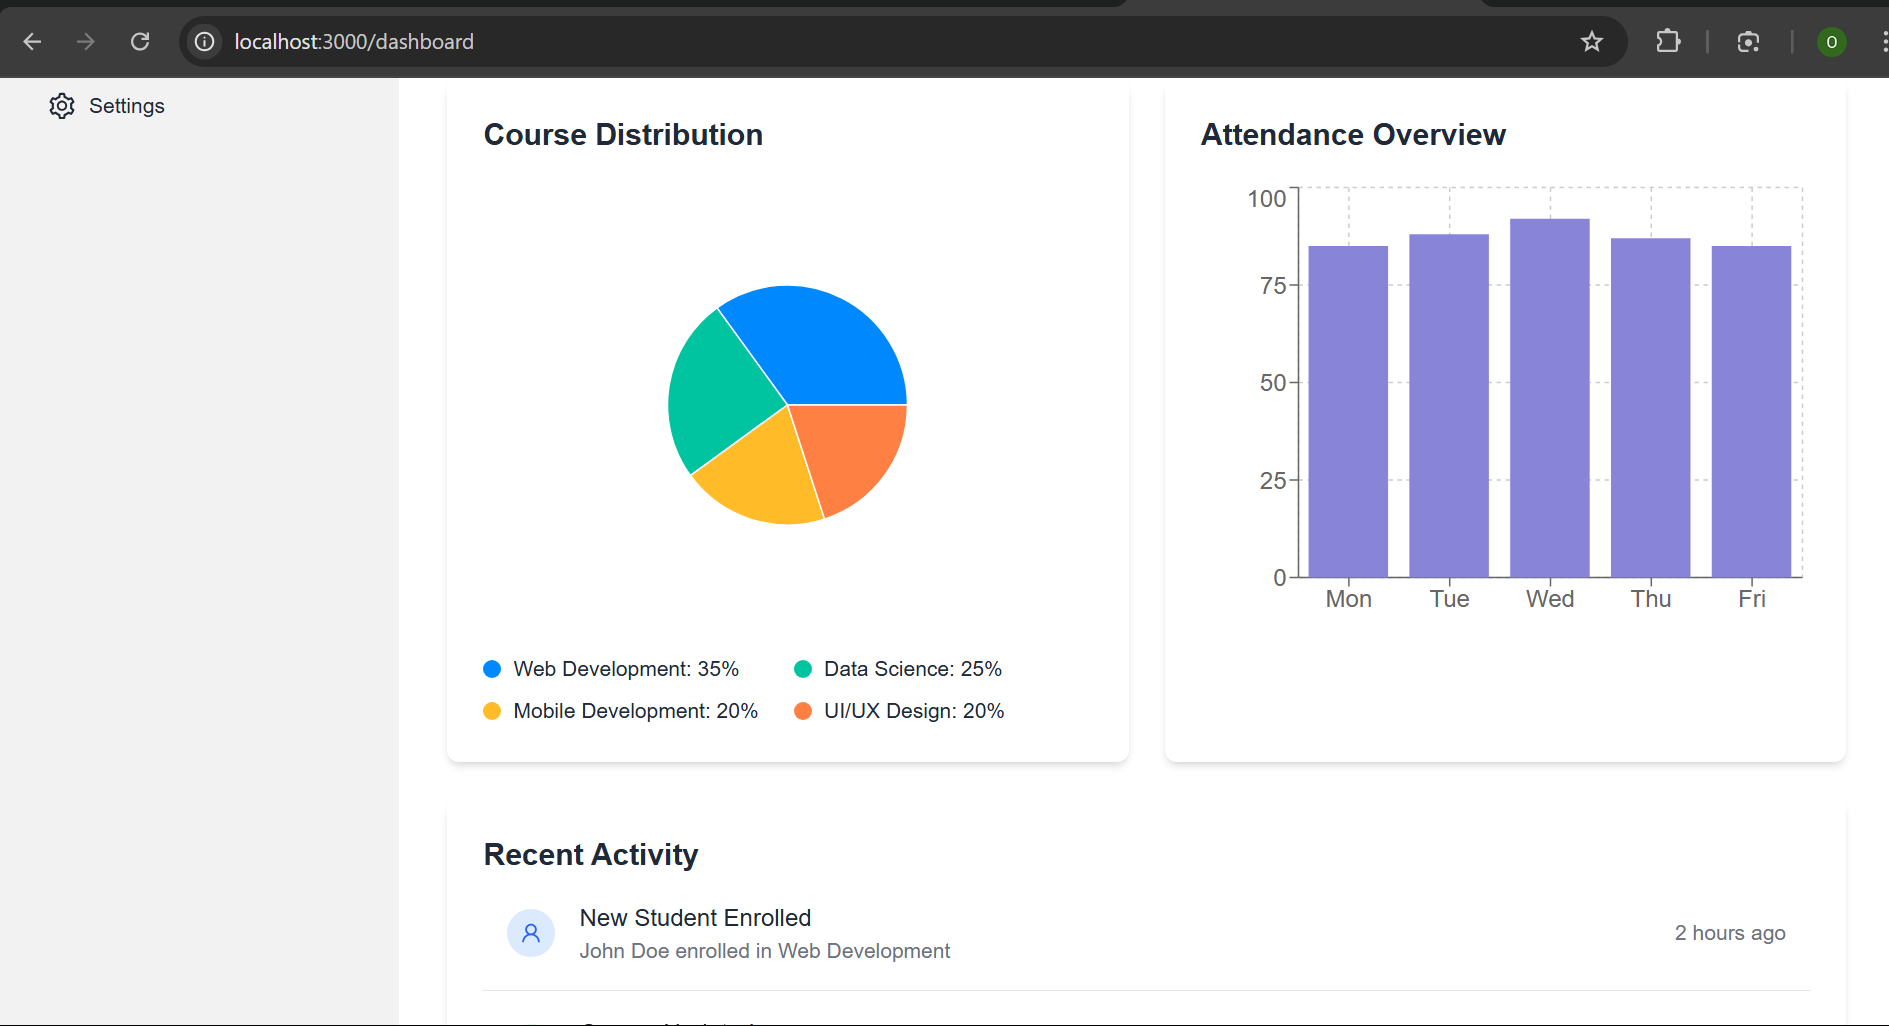 localhost:3000/dashboard
O
Settings
Course Distribution
Web Development: 35%
Data Science: 25%
Mobile Development: 20%
UI/UX Design: 20%
Attendance Overview
100
75
50
25
0
Mon Tue Wed Thu Fri
Recent Activity
New Student Enrolled
John Doe enrolled in Web Development
2 hours ago